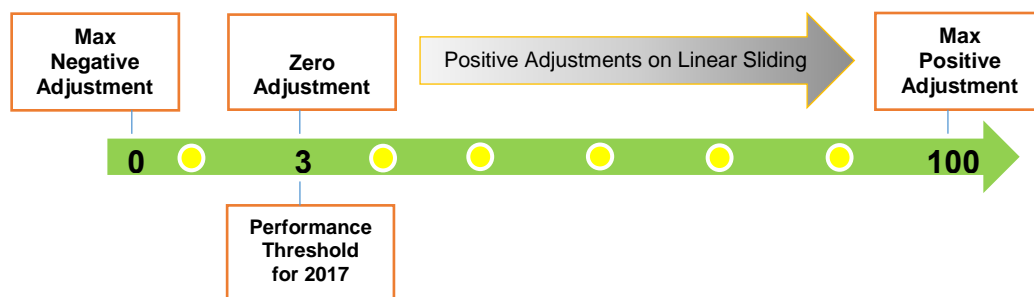 Max
Negative
Adjustment
Zero
Adjustment
Positive Adjustments on Linear Sliding
Max
Positive
Adjustment
0
3
100
Performance
Threshold
for 2017